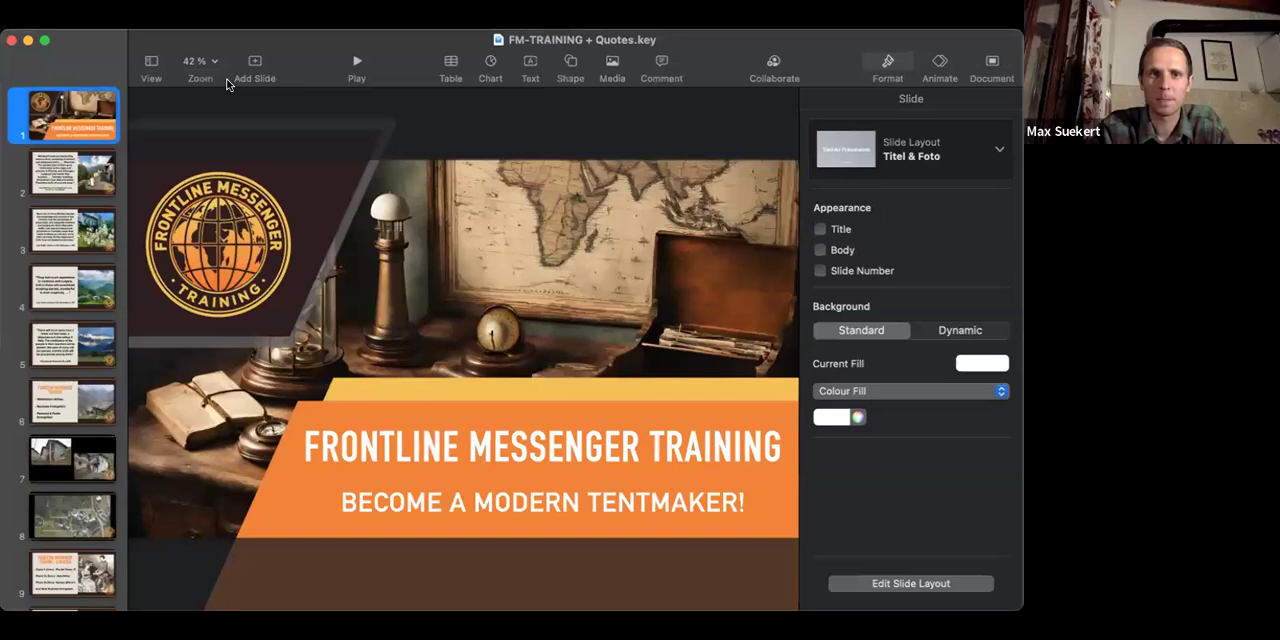 FM-TRAINING + Quotes.key
View
42 %
Zoom
Add Slide
Play
Table
Chart
Text
Shape
Media
Comment
Collaborate
Format
Animate
Document
Max Suekert
Slide
Slide Layout
Titel & Foto
Appearance
Title
Body
Slide Number
Background
Standard
Dynamic
Current Fill
Colour Fill
Edit Slide Layout
FRONTLINE MESSENGER
TRAINING
FRONTLINE MESSENGER TRAINING
BECOME A MODERN TENTMAKER!
1
2
3
4
5
6
7
8
9